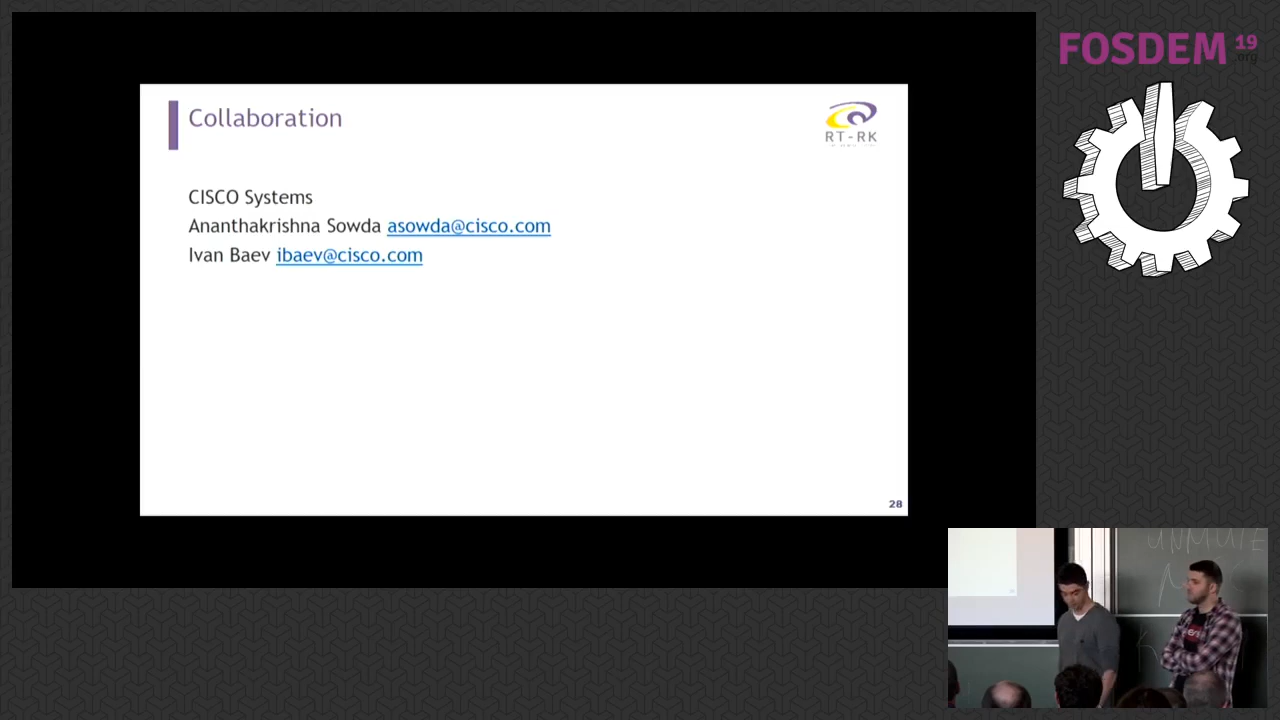 FOSDEM 19
.org
Collaboration
RT-RK
CISCO Systems
Ananthakrishna Sowda asowda@cisco.com
Ivan Baev ibaev@cisco.com
28
UNMUTE